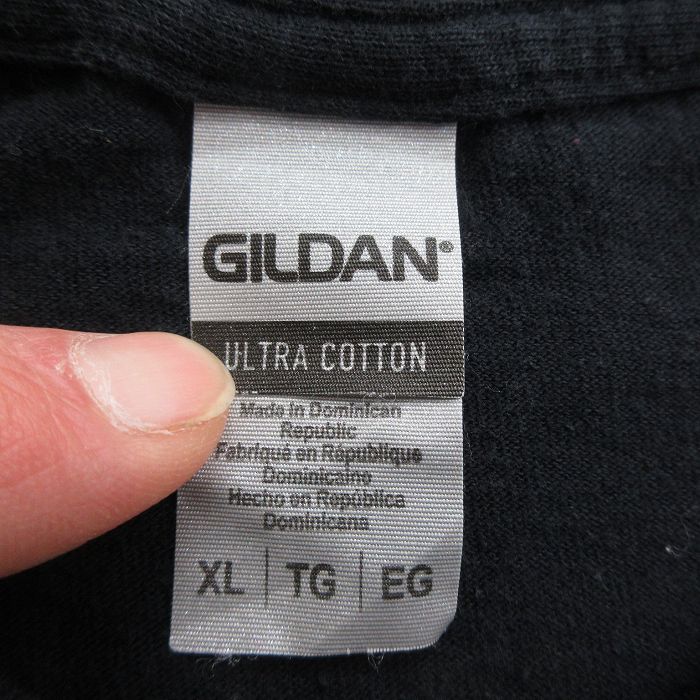 GILDAN®
ULTRA COTTON
Made in Dominican
Republic
Fabriqué en République
Dominicaine
Hecho en República
Dominicana
XL | TG | EG